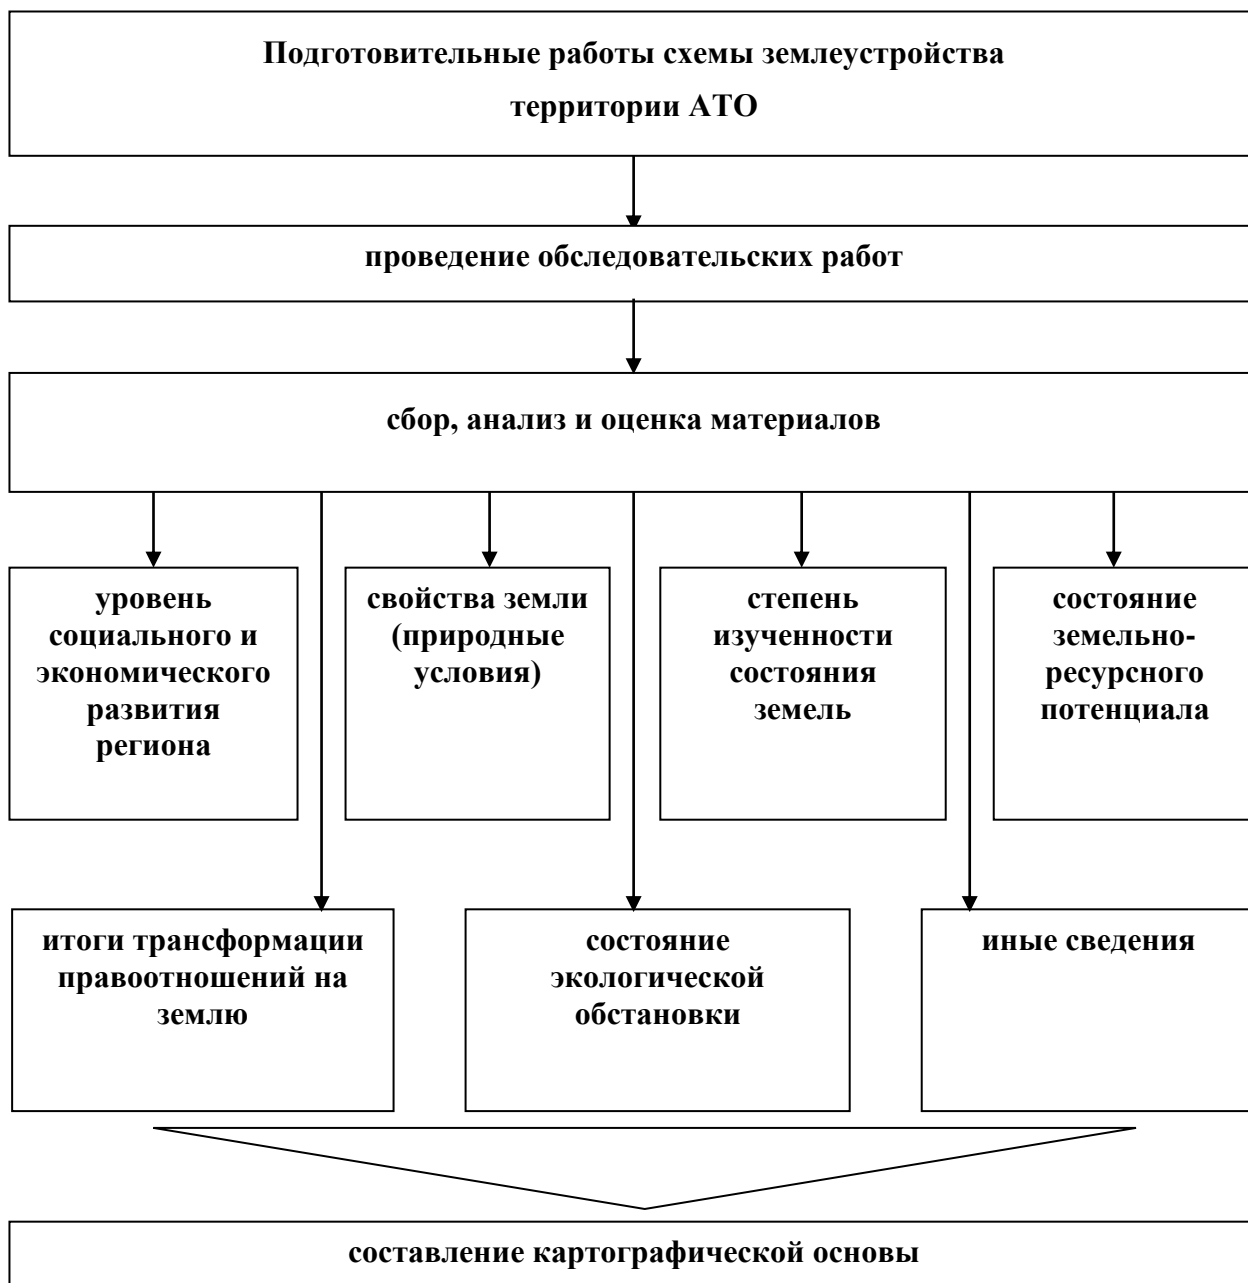 Подготовительные работы схемы землеустройства
территории АТО
проведение обследовательских работ
сбор, анализ и оценка материалов
уровень
социального и
экономического
развития
региона
свойства земли
(природные
условия)
степень
изученности
состояния
земель
состояние
земельно-
ресурсного
потенциала
итоги трансформации
правоотношений на
землю
состояние
экологической
обстановки
иные сведения
составление картографической основы